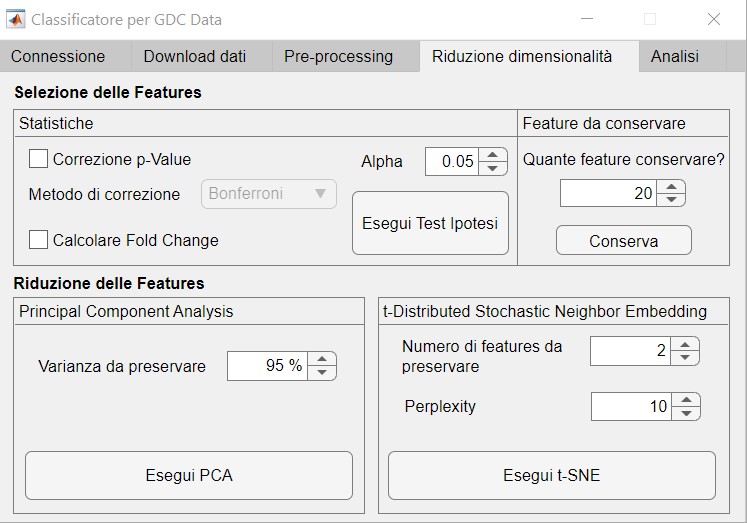 Classificatore per GDC Data
Connessione Download dati Pre-processing Riduzione dimensionalità Analisi
Selezione delle Features
Statistiche
Correzione p-Value
Alpha 0.05
Metodo di correzione Bonferroni
Esegui Test Ipotesi
Calcolare Fold Change
Feature da conservare
Quante feature conservare?
20
Conserva
Riduzione delle Features
Principal Component Analysis
Varianza da preservare 95 %
Esegui PCA
t-Distributed Stochastic Neighbor Embedding
Numero di features da
preservare
2
Perplexity 10
Esegui t-SNE